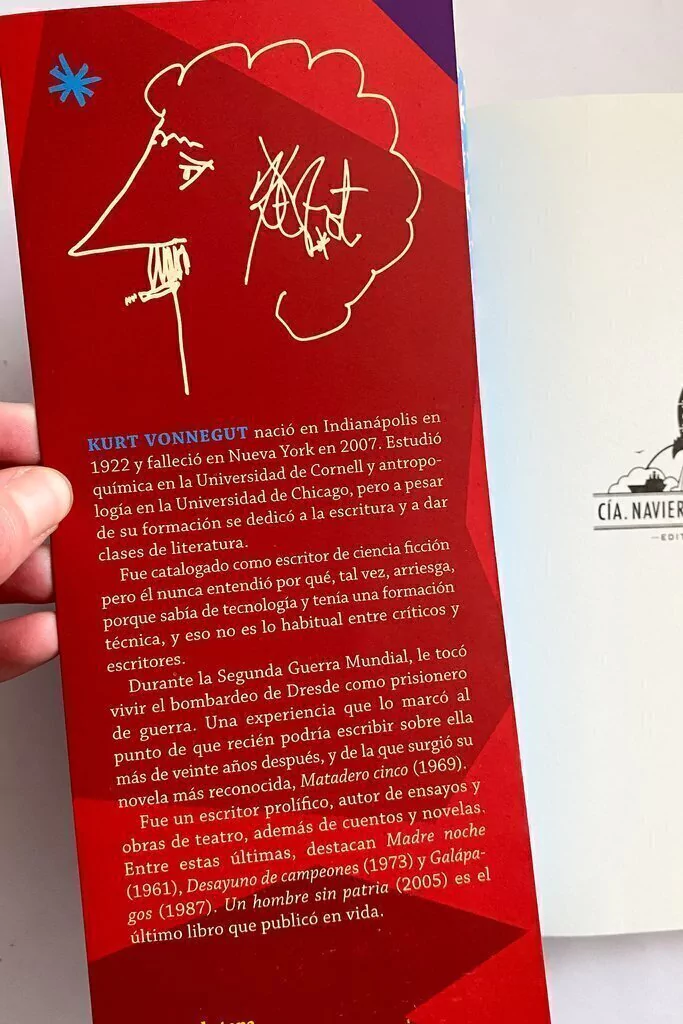 KURT VONNEGUT nació en Indianápolis en
1922 y falleció en Nueva York en 2007. Estudió
química en la Universidad de Cornell y antropo-
logía en la Universidad de Chicago, pero a pesar
de su formación se dedicó a la escritura y a dar
clases de literatura.
Fue catalogado como escritor de ciencia ficción
pero él nunca entendió por qué, tal vez, arriesga,
porque sabía de tecnología y tenía una formación
técnica, y eso no es lo habitual entre críticos y
escritores.
Durante la Segunda Guerra Mundial, le tocó
vivir el bombardeo de Dresde como prisionero
de guerra. Una experiencia que lo marcó al
punto de que recién podría escribir sobre ella
más de veinte años después, y de la que surgió su
novela más reconocida, Matadero cinco (1969).
Fue un escritor prolífico, autor de ensayos y
obras de teatro, además de cuentos y novelas.
Entre estas últimas, destacan Madre noche
(1961), Desayuno de campeones (1973) y Galápa-
gos (1987). Un hombre sin patria (2005) es el
último libro que publicó en vida.
CÍA. NAVIER
EDIT